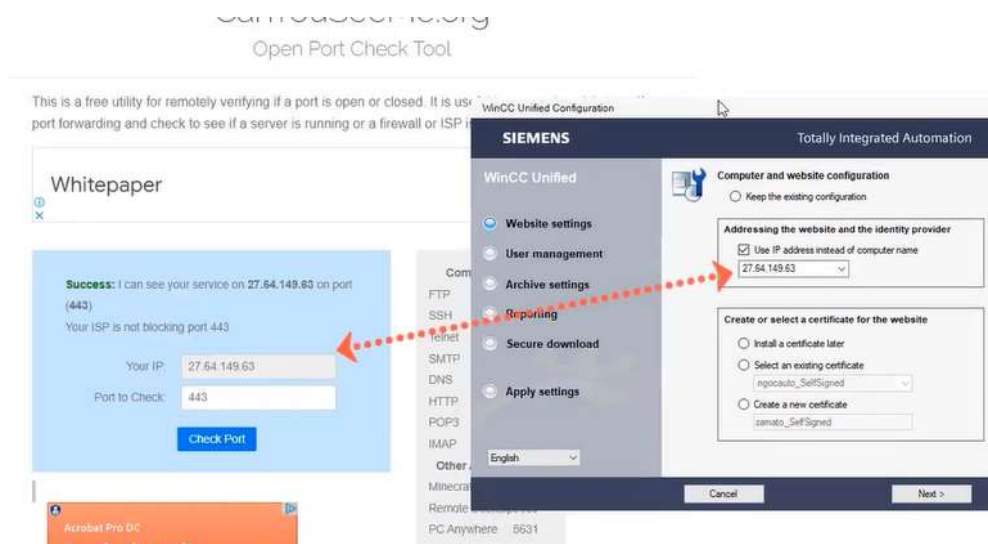 CanYouSeeMe.org
Open Port Check Tool
This is a free utility for remotely verifying if a port is open or closed. It is
port forwarding and check to see if a server is running or a firewall or ISP
Whitepaper
Success: I can see your service on 27.64.149.63 on port
(443)
Your ISP is not blocking port 443
Your IP: 27.64.149.63
Port to Check: 443
Check Port
Acrobat Pro DC
Com
FTP
SSH
Telnet
SMTP
DNS
HTTP
POP3
IMAP
Other
Minecra
Remote
PC Anywhere 5631
WinCC Unified Configuration
SIEMENS
Totally Integrated Automation
WinCC Unified
Website settings
User management
Archive settings
Reporting
Secure download
Apply settings
English
Computer and website configuration
Keep the existing configuration
Addressing the website and the identity provider
Use IP address instead of computer name
27.64.149.63
Create or select a certificate for the website
Install a certificate later
Select an existing certificate
ngocauto_SelfSigned
Create a new certificate
zamato_SelfSigned
Cancel
Next >